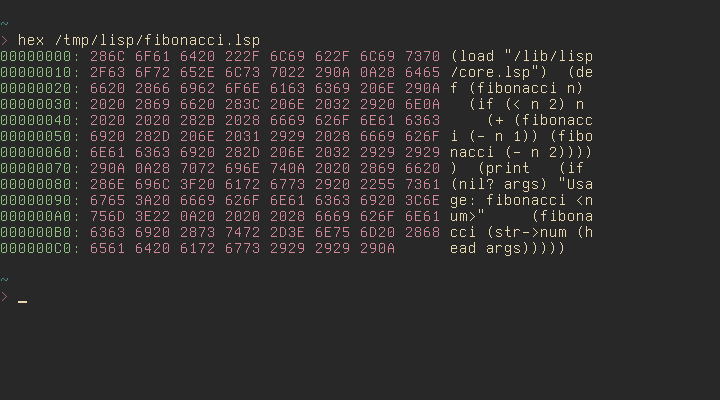 ~
> hex /tmp/lisp/fibonacci.lsp
00000000: 286C 6F61 6420 222F 6C69 622F 6C69 7370 (load "/lib/lisp
00000010: 2F63 6F72 652E 6C73 7022 290A 0A28 6465 /core.lsp")  (de
00000020: 6620 2866 6962 6F6E 6163 6369 206E 290A f (fibonacci n)
00000030: 2020 2869 6620 283C 206E 2032 2920 6E0A   (if (< n 2) n
00000040: 2020 2020 282B 2028 6669 626F 6E61 6363     (+ (fibonacc
00000050: 6920 282D 206E 2031 2929 2028 6669 626F i (- n 1)) (fibo
00000060: 6E61 6363 6920 282D 206E 2032 2929 2929 nacci (- n 2))))
00000070: 290A 0A28 7072 696E 740A 2020 2869 6620 )  (print   (if
00000080: 286E 696C 3F20 6172 6773 2920 2255 7361 (nil? args) "Usa
00000090: 6765 3A20 6669 626F 6E61 6363 6920 3C6E ge: fibonacci <n
000000A0: 756D 3E22 0A20 2020 2028 6669 626F 6E61 um>"     (fibona
000000B0: 6363 6920 2873 7472 2D3E 6E75 6D20 2868 cci (str->num (h
000000C0: 6561 6420 6172 6773 2929 2929 290A      ead args)))))
~
> _